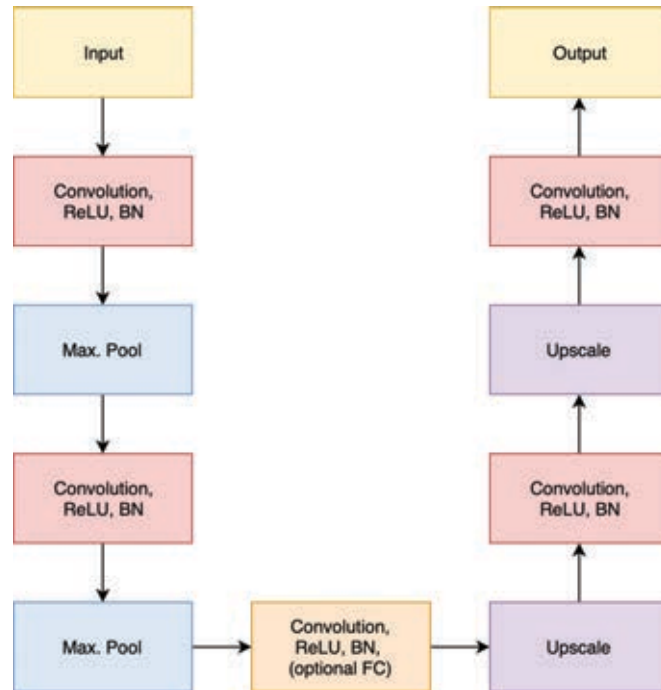 Input
Convolution,
ReLU, BN
Max. Pool
Convolution,
ReLU, BN
Max. Pool
Convolution,
ReLU, BN,
(optional FC)
Upscale
Convolution,
ReLU, BN
Upscale
Convolution,
ReLU, BN
Output